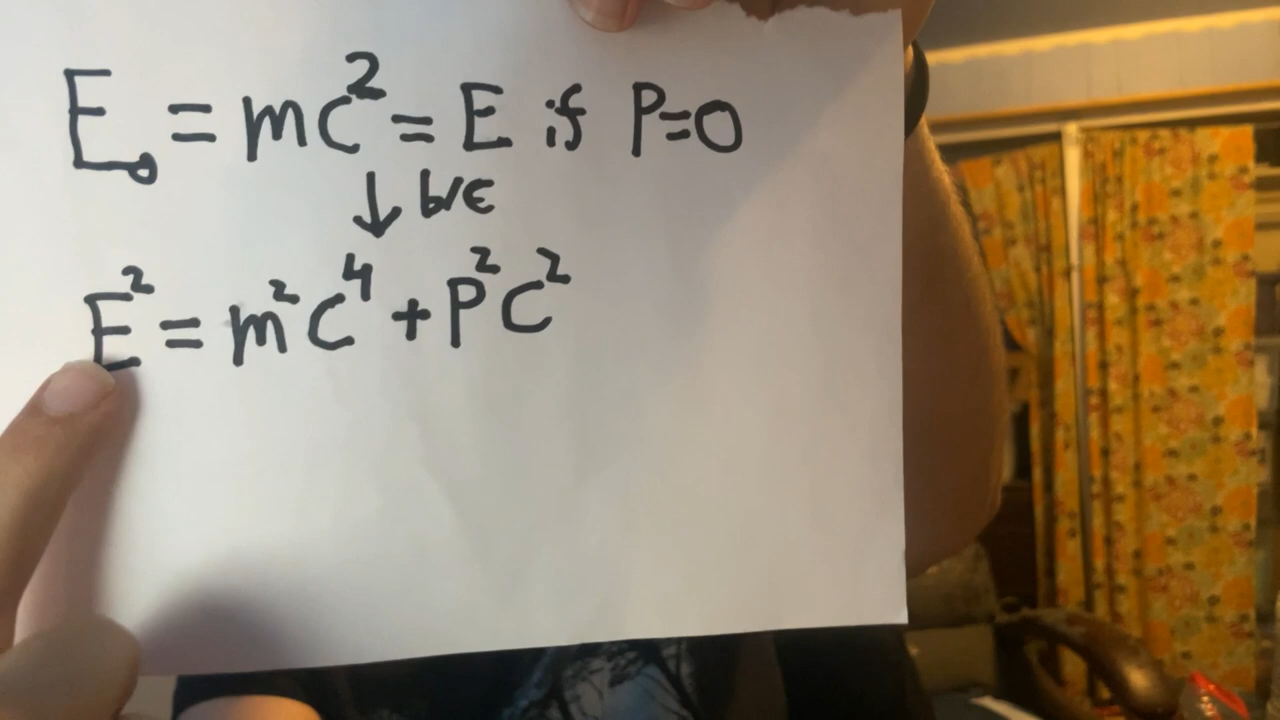 E₀ = mc² = E if P=0
↓ b/c
E² = m²c⁴ + P²c²